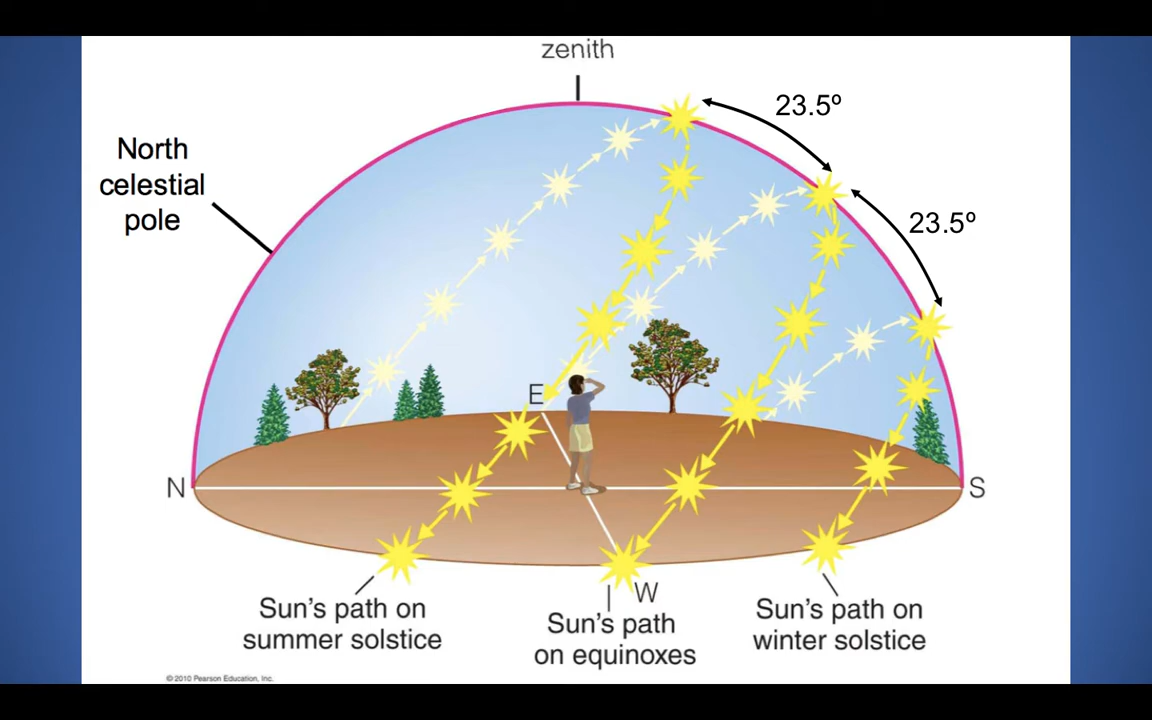 zenith
23.5º
North
celestial
pole
23.5º
E
N
S
W
Sun's path on
summer solstice
Sun's path
on equinoxes
Sun's path on
winter solstice
© 2010 Pearson Education, Inc.